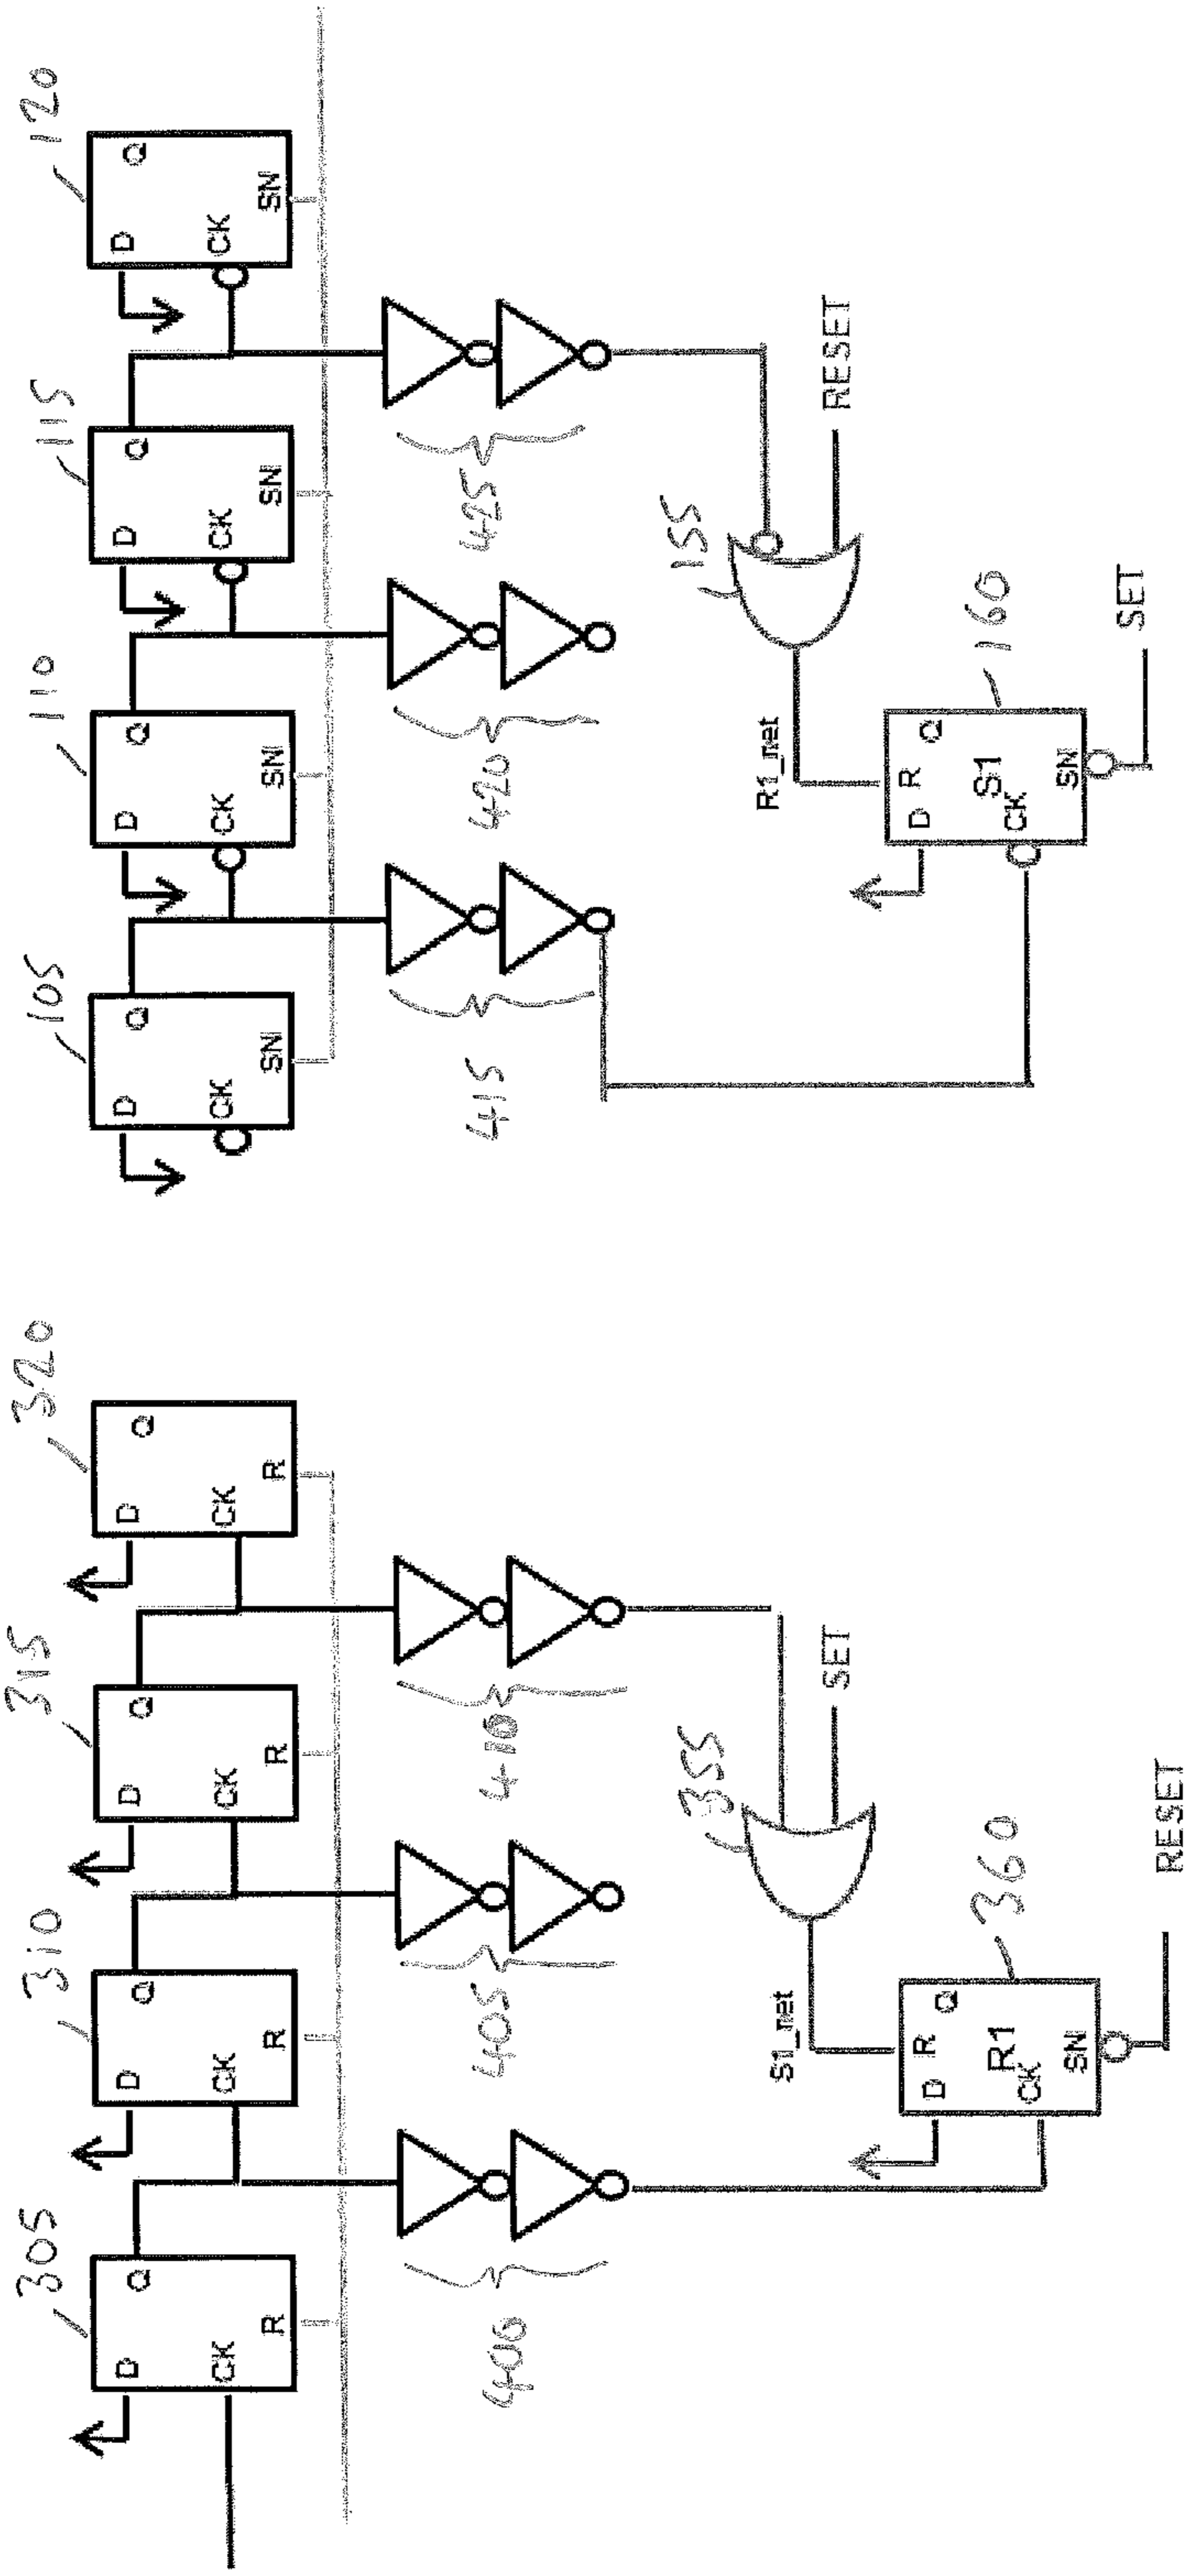 305
310
315
320
D Q
D Q
D Q
D Q
CK
CK
CK
CK
R
R
R
R
400
405
410
355
SET
S1_net
360
D R Q
R1
CK
SN
RESET
105
110
115
120
D Q
D Q
D Q
D Q
CK
CK
CK
CK
SN
SN
SN
SN
415
420
425
155
RESET
R1_net
160
D R Q
S1
CK
SN
SET